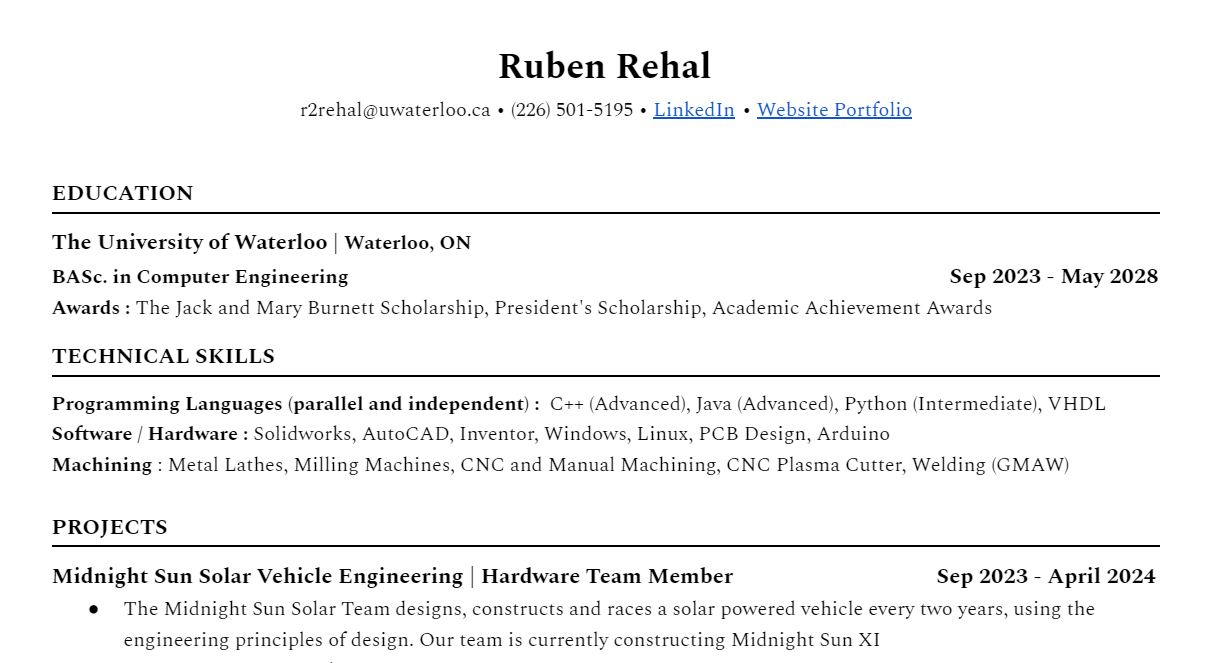 Ruben Rehal
r2rehal@uwaterloo.ca • (226) 501-5195 • LinkedIn • Website Portfolio
EDUCATION
The University of Waterloo | Waterloo, ON
BASc. in Computer Engineering Sep 2023 - May 2028
Awards : The Jack and Mary Burnett Scholarship, President's Scholarship, Academic Achievement Awards
TECHNICAL SKILLS
Programming Languages (parallel and independent) : C++ (Advanced), Java (Advanced), Python (Intermediate), VHDL
Software / Hardware : Solidworks, AutoCAD, Inventor, Windows, Linux, PCB Design, Arduino
Machining : Metal Lathes, Milling Machines, CNC and Manual Machining, CNC Plasma Cutter, Welding (GMAW)
PROJECTS
Midnight Sun Solar Vehicle Engineering | Hardware Team Member Sep 2023 - April 2024
● The Midnight Sun Solar Team designs, constructs and races a solar powered vehicle every two years, using the
engineering principles of design. Our team is currently constructing Midnight Sun XI